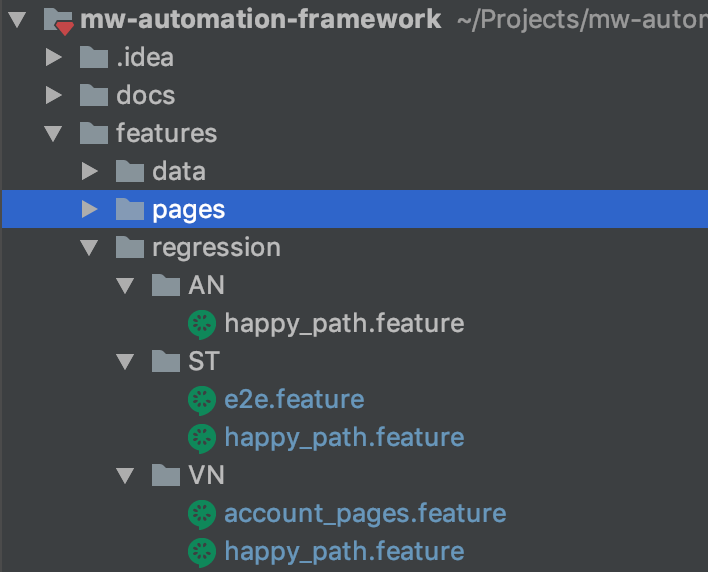 mw-automation-framework ~/Projects/mw-autom
.idea
docs
features
data
pages
regression
AN
happy_path.feature
ST
e2e.feature
happy_path.feature
VN
account_pages.feature
happy_path.feature